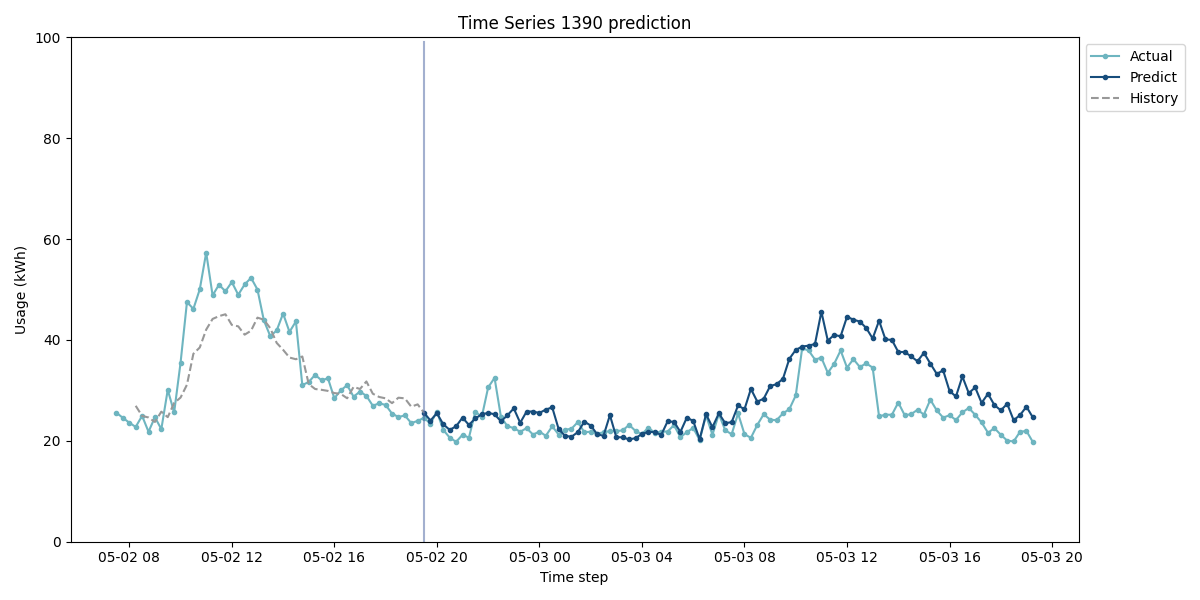 Time Series 1390 prediction
Usage (kWh)
100
80
60
40
20
0
05-02 08
05-02 12
05-02 16
05-02 20
05-03 00
05-03 04
05-03 08
05-03 12
05-03 16
05-03 20
Time step
Actual
Predict
History